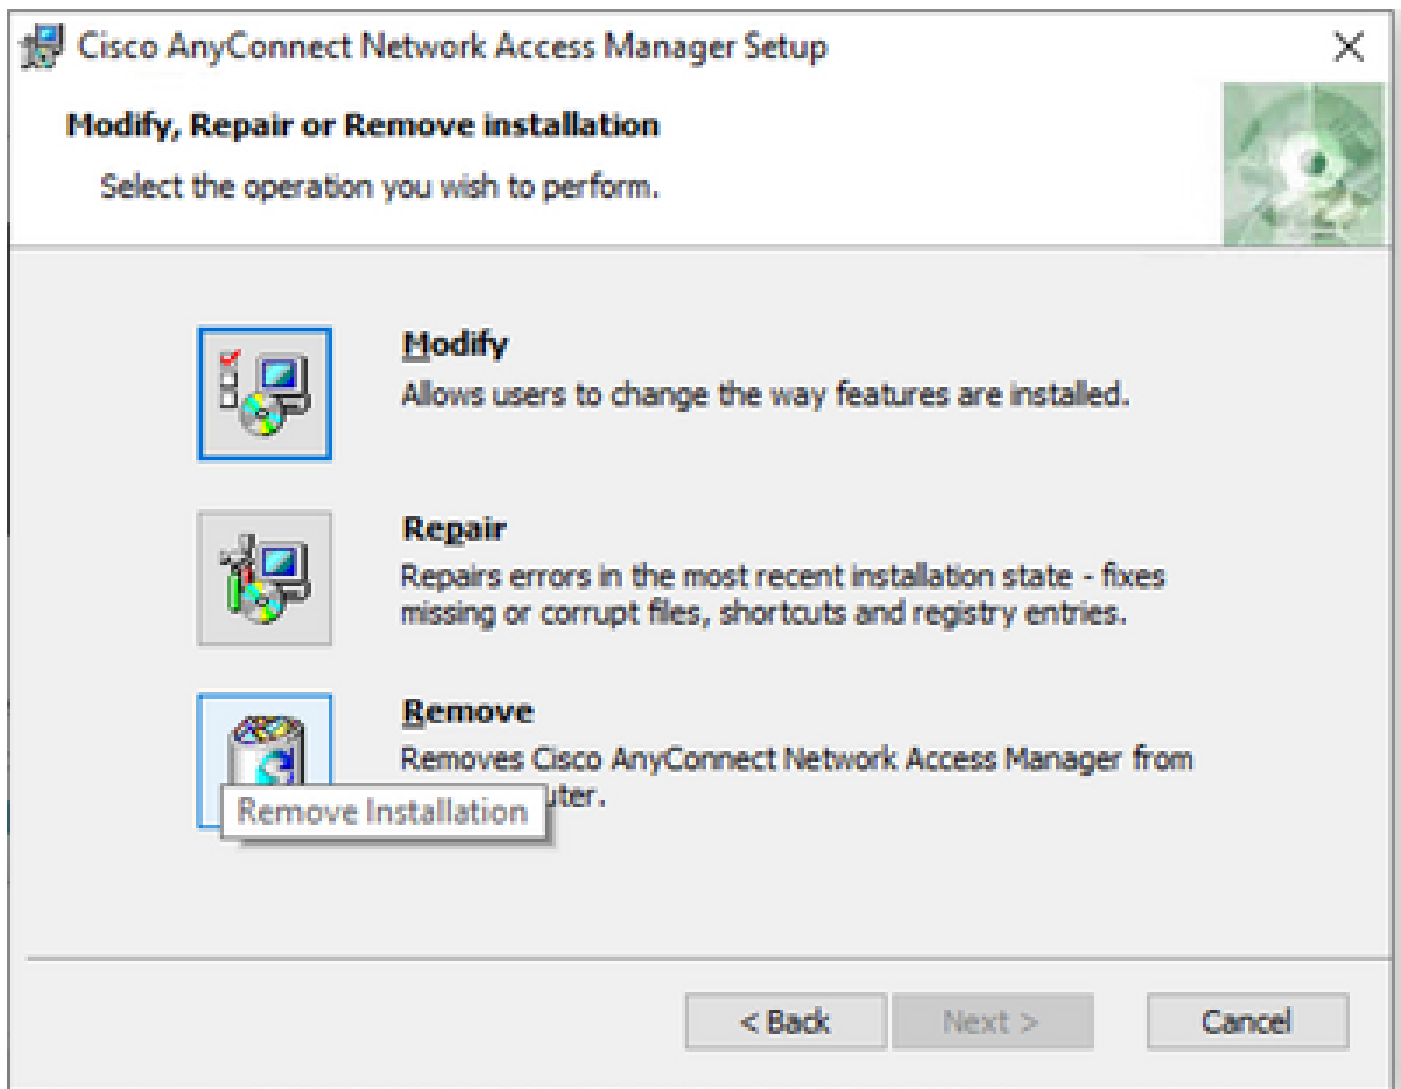 Cisco AnyConnect Network Access Manager Setup
Modify, Repair or Remove installation
Select the operation you wish to perform.
Modify
Allows users to change the way features are installed.
Repair
Repairs errors in the most recent installation state - fixes
missing or corrupt files, shortcuts and registry entries.
Remove
Removes Cisco AnyConnect Network Access Manager from
Remove Installation
< Back
Next >
Cancel